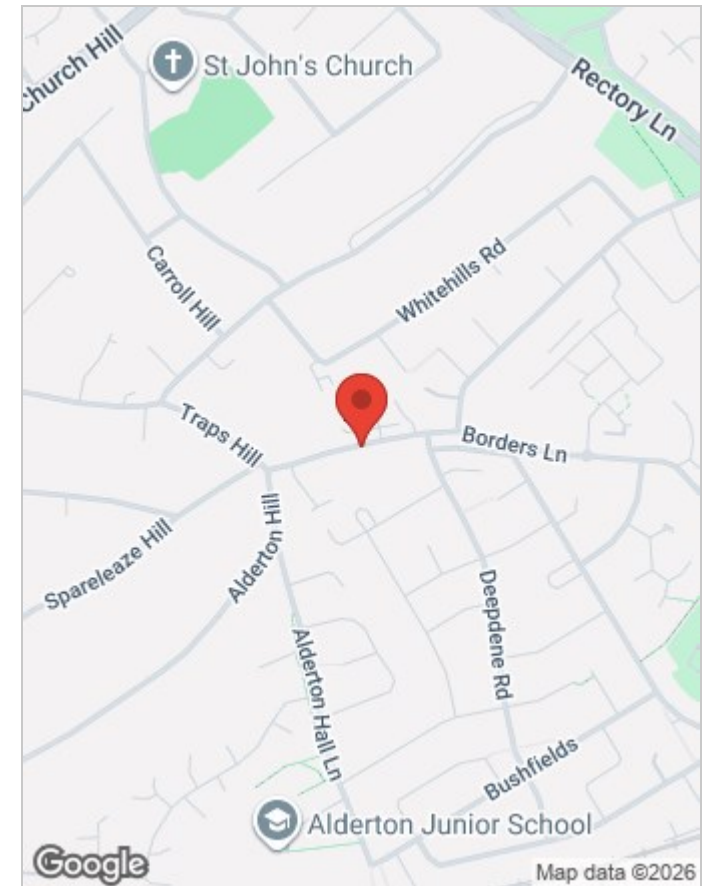 Church Hill
St John's Church
Rectory Ln
Carroll Hill
Whitehills Rd
Traps Hill
Borders Ln
Alderton Hill
Spareleaze Hill
Deepdene Rd
Alderton Hall Ln
Bushfields
Alderton Junior School
Google
Map data ©2026